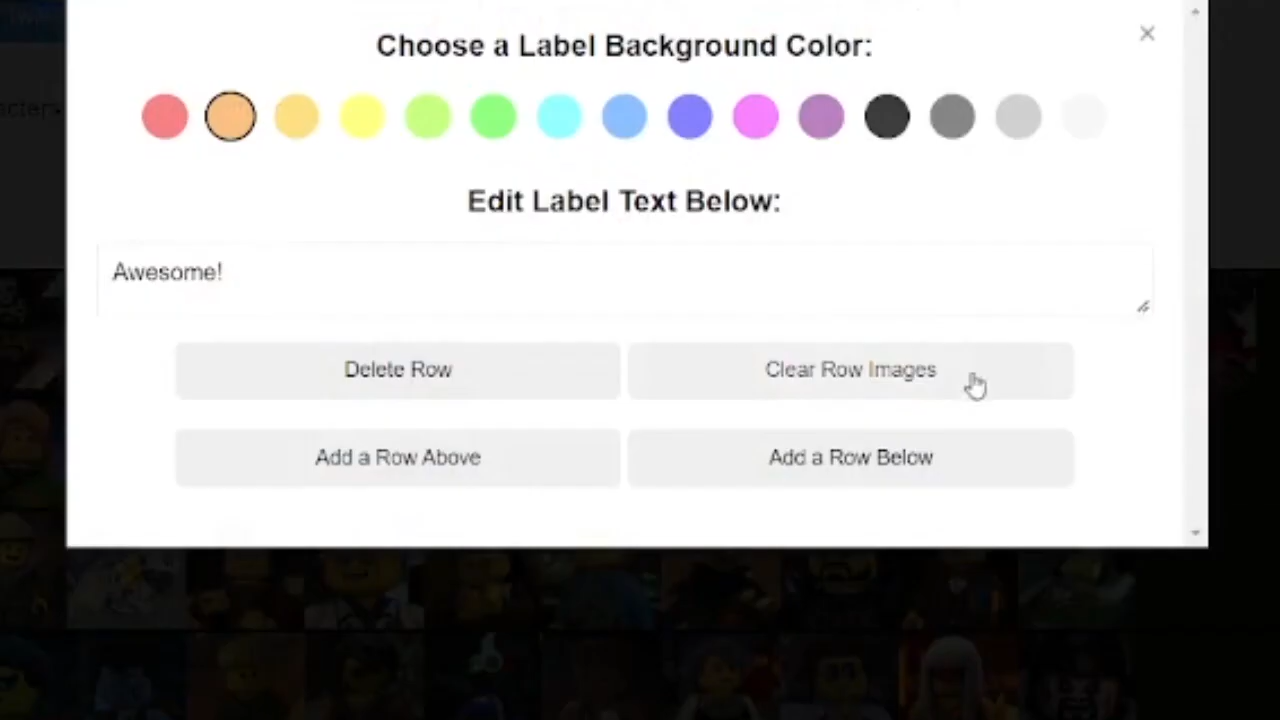 Choose a Label Background Color:
×
acters
Edit Label Text Below:
Awesome!
Delete Row
Clear Row Images
Add a Row Above
Add a Row Below